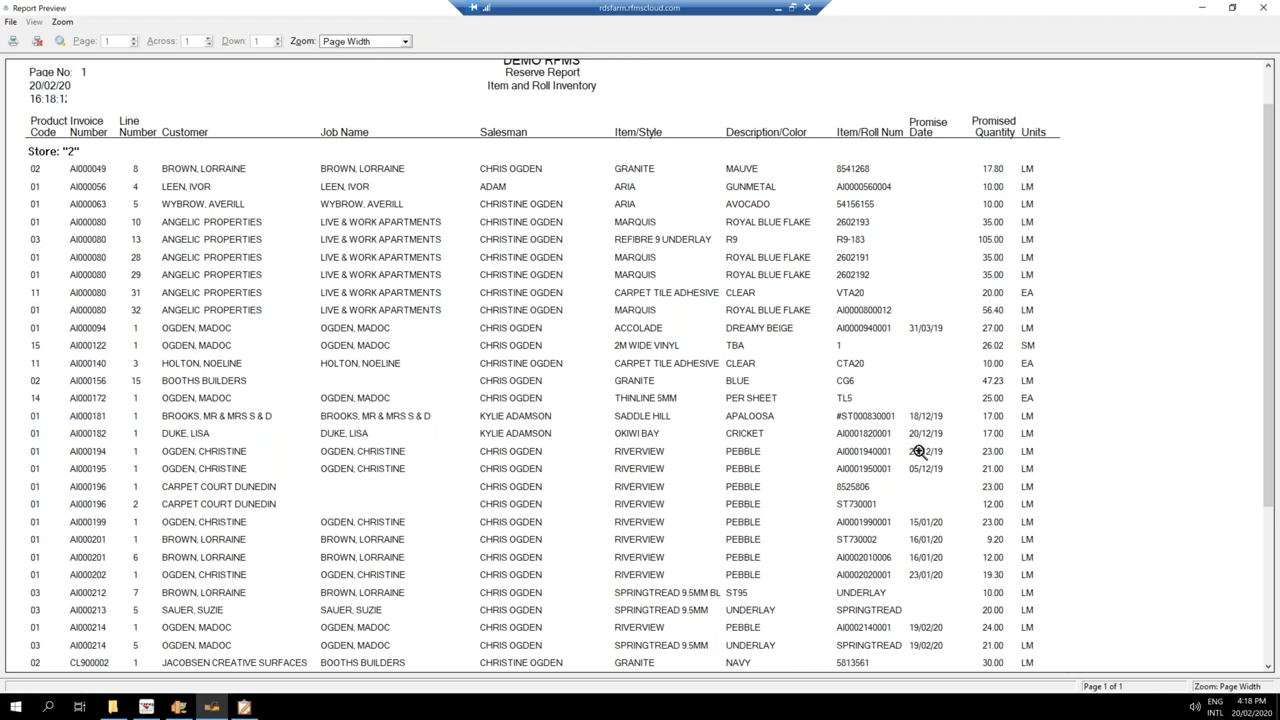 Report Preview
rdsfarm.rfmscloud.com
File View Zoom
Page: 1 Across: 1 Down: 1 Zoom: Page Width
DEMO RFMS
Page No: 1
Reserve Report
20/02/20
Item and Roll Inventory
16:18:12
Product Code Invoice Number Line Number Customer Job Name Salesman Item/Style Description/Color Item/Roll Num Promise Date Promised Quantity Units
Store: "2"
02 AI000049 8 BROWN, LORRAINE BROWN, LORRAINE CHRIS OGDEN GRANITE MAUVE 8541268 17.80 LM
01 AI000056 4 LEEN, IVOR LEEN, IVOR ADAM ARIA GUNMETAL AI0000560004 10.00 LM
01 AI000063 5 WYBROW, AVERILL WYBROW, AVERILL CHRISTINE OGDEN ARIA AVOCADO 54156155 10.00 LM
01 AI000080 10 ANGELIC PROPERTIES LIVE & WORK APARTMENTS CHRISTINE OGDEN MARQUIS ROYAL BLUE FLAKE 2602193 35.00 LM
03 AI000080 13 ANGELIC PROPERTIES LIVE & WORK APARTMENTS CHRISTINE OGDEN REFIBRE 9 UNDERLAY R9 R9-183 105.00 LM
01 AI000080 28 ANGELIC PROPERTIES LIVE & WORK APARTMENTS CHRISTINE OGDEN MARQUIS ROYAL BLUE FLAKE 2602191 35.00 LM
01 AI000080 29 ANGELIC PROPERTIES LIVE & WORK APARTMENTS CHRISTINE OGDEN MARQUIS ROYAL BLUE FLAKE 2602192 35.00 LM
11 AI000080 31 ANGELIC PROPERTIES LIVE & WORK APARTMENTS CHRISTINE OGDEN CARPET TILE ADHESIVE CLEAR VTA20 20.00 EA
01 AI000080 32 ANGELIC PROPERTIES LIVE & WORK APARTMENTS CHRISTINE OGDEN MARQUIS ROYAL BLUE FLAKE AI0000800012 56.40 LM
01 AI000094 1 OGDEN, MADOC OGDEN, MADOC CHRIS OGDEN ACCOLADE DREAMY BEIGE AI0000940001 31/03/19 27.00 LM
15 AI000122 1 OGDEN, MADOC OGDEN, MADOC CHRIS OGDEN 2M WIDE VINYL TBA 1 26.02 SM
11 AI000140 3 HOLTON, NOELINE HOLTON, NOELINE CHRISTINE OGDEN CARPET TILE ADHESIVE CLEAR CTA20 10.00 EA
02 AI000156 15 BOOTHS BUILDERS CHRIS OGDEN GRANITE BLUE CG6 47.23 LM
14 AI000172 1 OGDEN, MADOC OGDEN, MADOC CHRIS OGDEN THINLINE 5MM PER SHEET TL5 25.00 EA
01 AI000181 1 BROOKS, MR & MRS S & D BROOKS, MR & MRS S & D KYLIE ADAMSON SADDLE HILL APALOOSA #ST000830001 18/12/19 17.00 LM
01 AI000182 1 DUKE, LISA DUKE, LISA KYLIE ADAMSON OKIWI BAY CRICKET AI0001820001 20/12/19 17.00 LM
01 AI000194 1 OGDEN, CHRISTINE OGDEN, CHRISTINE CHRIS OGDEN RIVERVIEW PEBBLE AI0001940001 23.00 LM
01 AI000195 1 OGDEN, CHRISTINE OGDEN, CHRISTINE CHRIS OGDEN RIVERVIEW PEBBLE AI0001950001 05/12/19 21.00 LM
01 AI000196 1 CARPET COURT DUNEDIN CHRIS OGDEN RIVERVIEW PEBBLE 8525806 23.00 LM
01 AI000196 2 CARPET COURT DUNEDIN CHRIS OGDEN RIVERVIEW PEBBLE ST730001 12.00 LM
01 AI000199 1 OGDEN, CHRISTINE OGDEN, CHRISTINE CHRIS OGDEN RIVERVIEW PEBBLE AI0001990001 15/01/20 23.00 LM
01 AI000201 1 BROWN, LORRAINE BROWN, LORRAINE CHRIS OGDEN RIVERVIEW PEBBLE ST730002 16/01/20 9.20 LM
01 AI000201 6 BROWN, LORRAINE BROWN, LORRAINE CHRIS OGDEN RIVERVIEW PEBBLE AI0002010006 16/01/20 12.00 LM
01 AI000202 1 OGDEN, CHRISTINE OGDEN, CHRISTINE CHRIS OGDEN RIVERVIEW PEBBLE AI0002020001 23/01/20 19.30 LM
03 AI000212 7 BROWN, LORRAINE BROWN, LORRAINE CHRIS OGDEN SPRINGTREAD 9.5MM BL ST95 UNDERLAY 10.00 LM
03 AI000213 5 SAUER, SUZIE SAUER, SUZIE CHRIS OGDEN SPRINGTREAD 9.5MM UNDERLAY SPRINGTREAD 20.00 LM
01 AI000214 1 OGDEN, MADOC OGDEN, MADOC CHRIS OGDEN RIVERVIEW PEBBLE AI0002140001 19/02/20 24.00 LM
03 AI000214 5 OGDEN, MADOC OGDEN, MADOC CHRIS OGDEN SPRINGTREAD 9.5MM UNDERLAY SPRINGTREAD 19/02/20 21.00 LM
02 CL900002 1 JACOBSEN CREATIVE SURFACES BOOTHS BUILDERS CHRISTINE OGDEN GRANITE NAVY 5813561 30.00 LM
Page 1 of 1 Zoom: Page Width
ENG 4:18 PM
INTL 20/02/2020